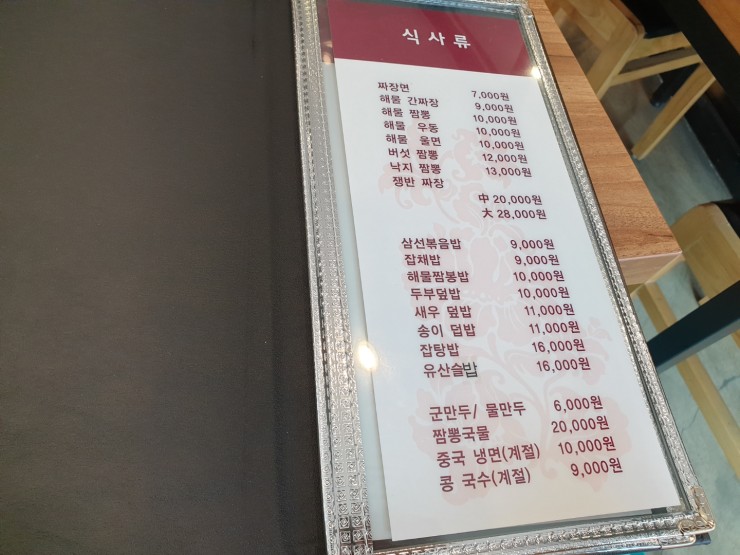 식사류
짜장면 7,000원
해물 간짜장 9,000원
해물 짬뽕 10,000원
해물 우동 10,000원
해물 울면 10,000원
버섯 짬뽕 12,000원
낙지 짬뽕 13,000원
쟁반 짜장
中 20,000원
大 28,000원
삼선볶음밥 9,000원
잡채밥 9,000원
해물짬뽕밥 10,000원
두부덮밥 10,000원
새우 덮밥 11,000원
송이 덥밥 11,000원
잡탕밥 16,000원
유산슬밥 16,000원
군만두/ 물만두 6,000원
짬뽕국물 20,000원
중국 냉면(계절) 10,000원
콩 국수(계절) 9,000원